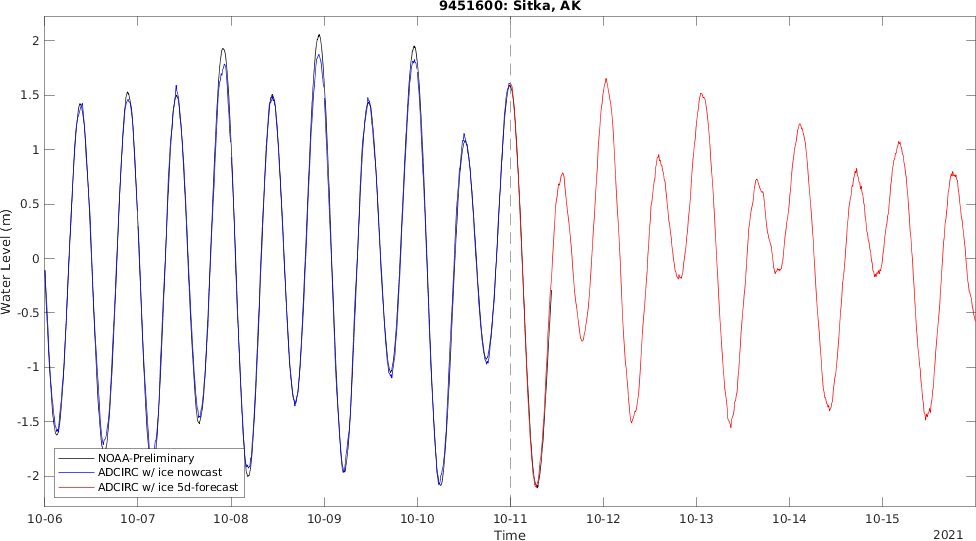 9451600: Sitka, AK
Water Level (m)
2
1.5
1
0.5
0
-0.5
-1
-1.5
-2
NOAA-Preliminary
ADCIRC w/ ice nowcast
ADCIRC w/ ice 5d-forecast
10-06 10-07 10-08 10-09 10-10 10-11 10-12 10-13 10-14 10-15
Time
2021